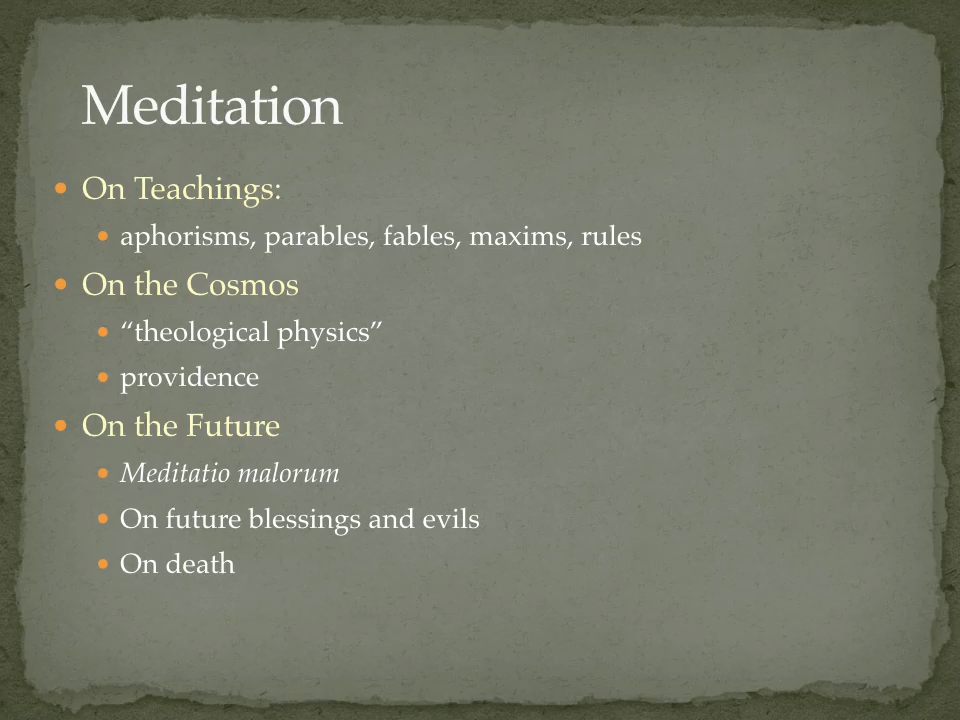 Meditation
• On Teachings:
• aphorisms, parables, fables, maxims, rules
• On the Cosmos
• “theological physics”
• providence
• On the Future
• Meditatio malorum
• On future blessings and evils
• On death